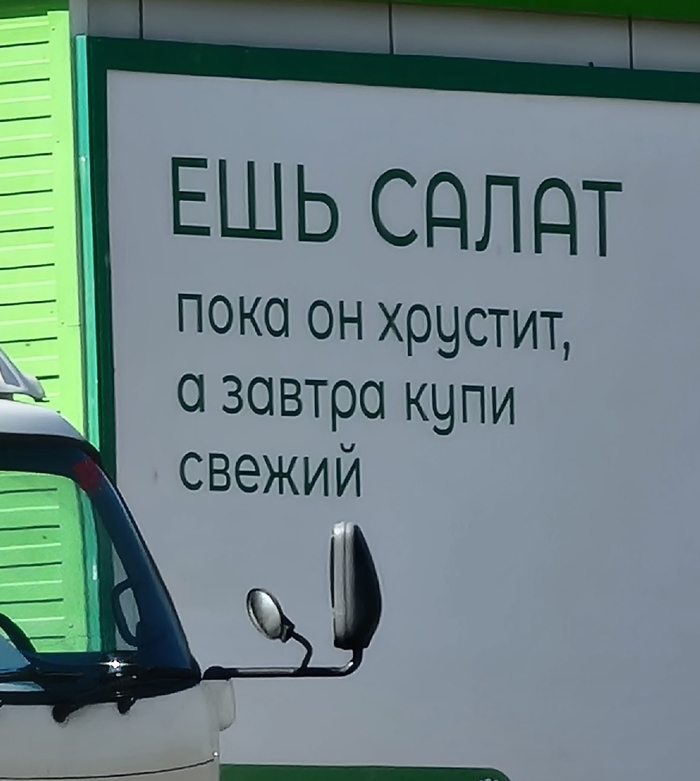 ЕШЬ САЛАТ
пока он хрустит,
а завтра купи
свежий